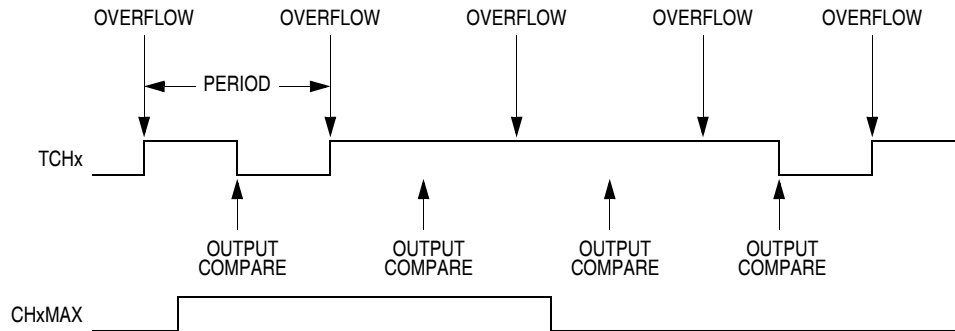 OVERFLOW OVERFLOW OVERFLOW OVERFLOW OVERFLOW
PERIOD
TCHx
OUTPUT OUTPUT OUTPUT OUTPUT
COMPARE COMPARE COMPARE COMPARE
CHxMAX